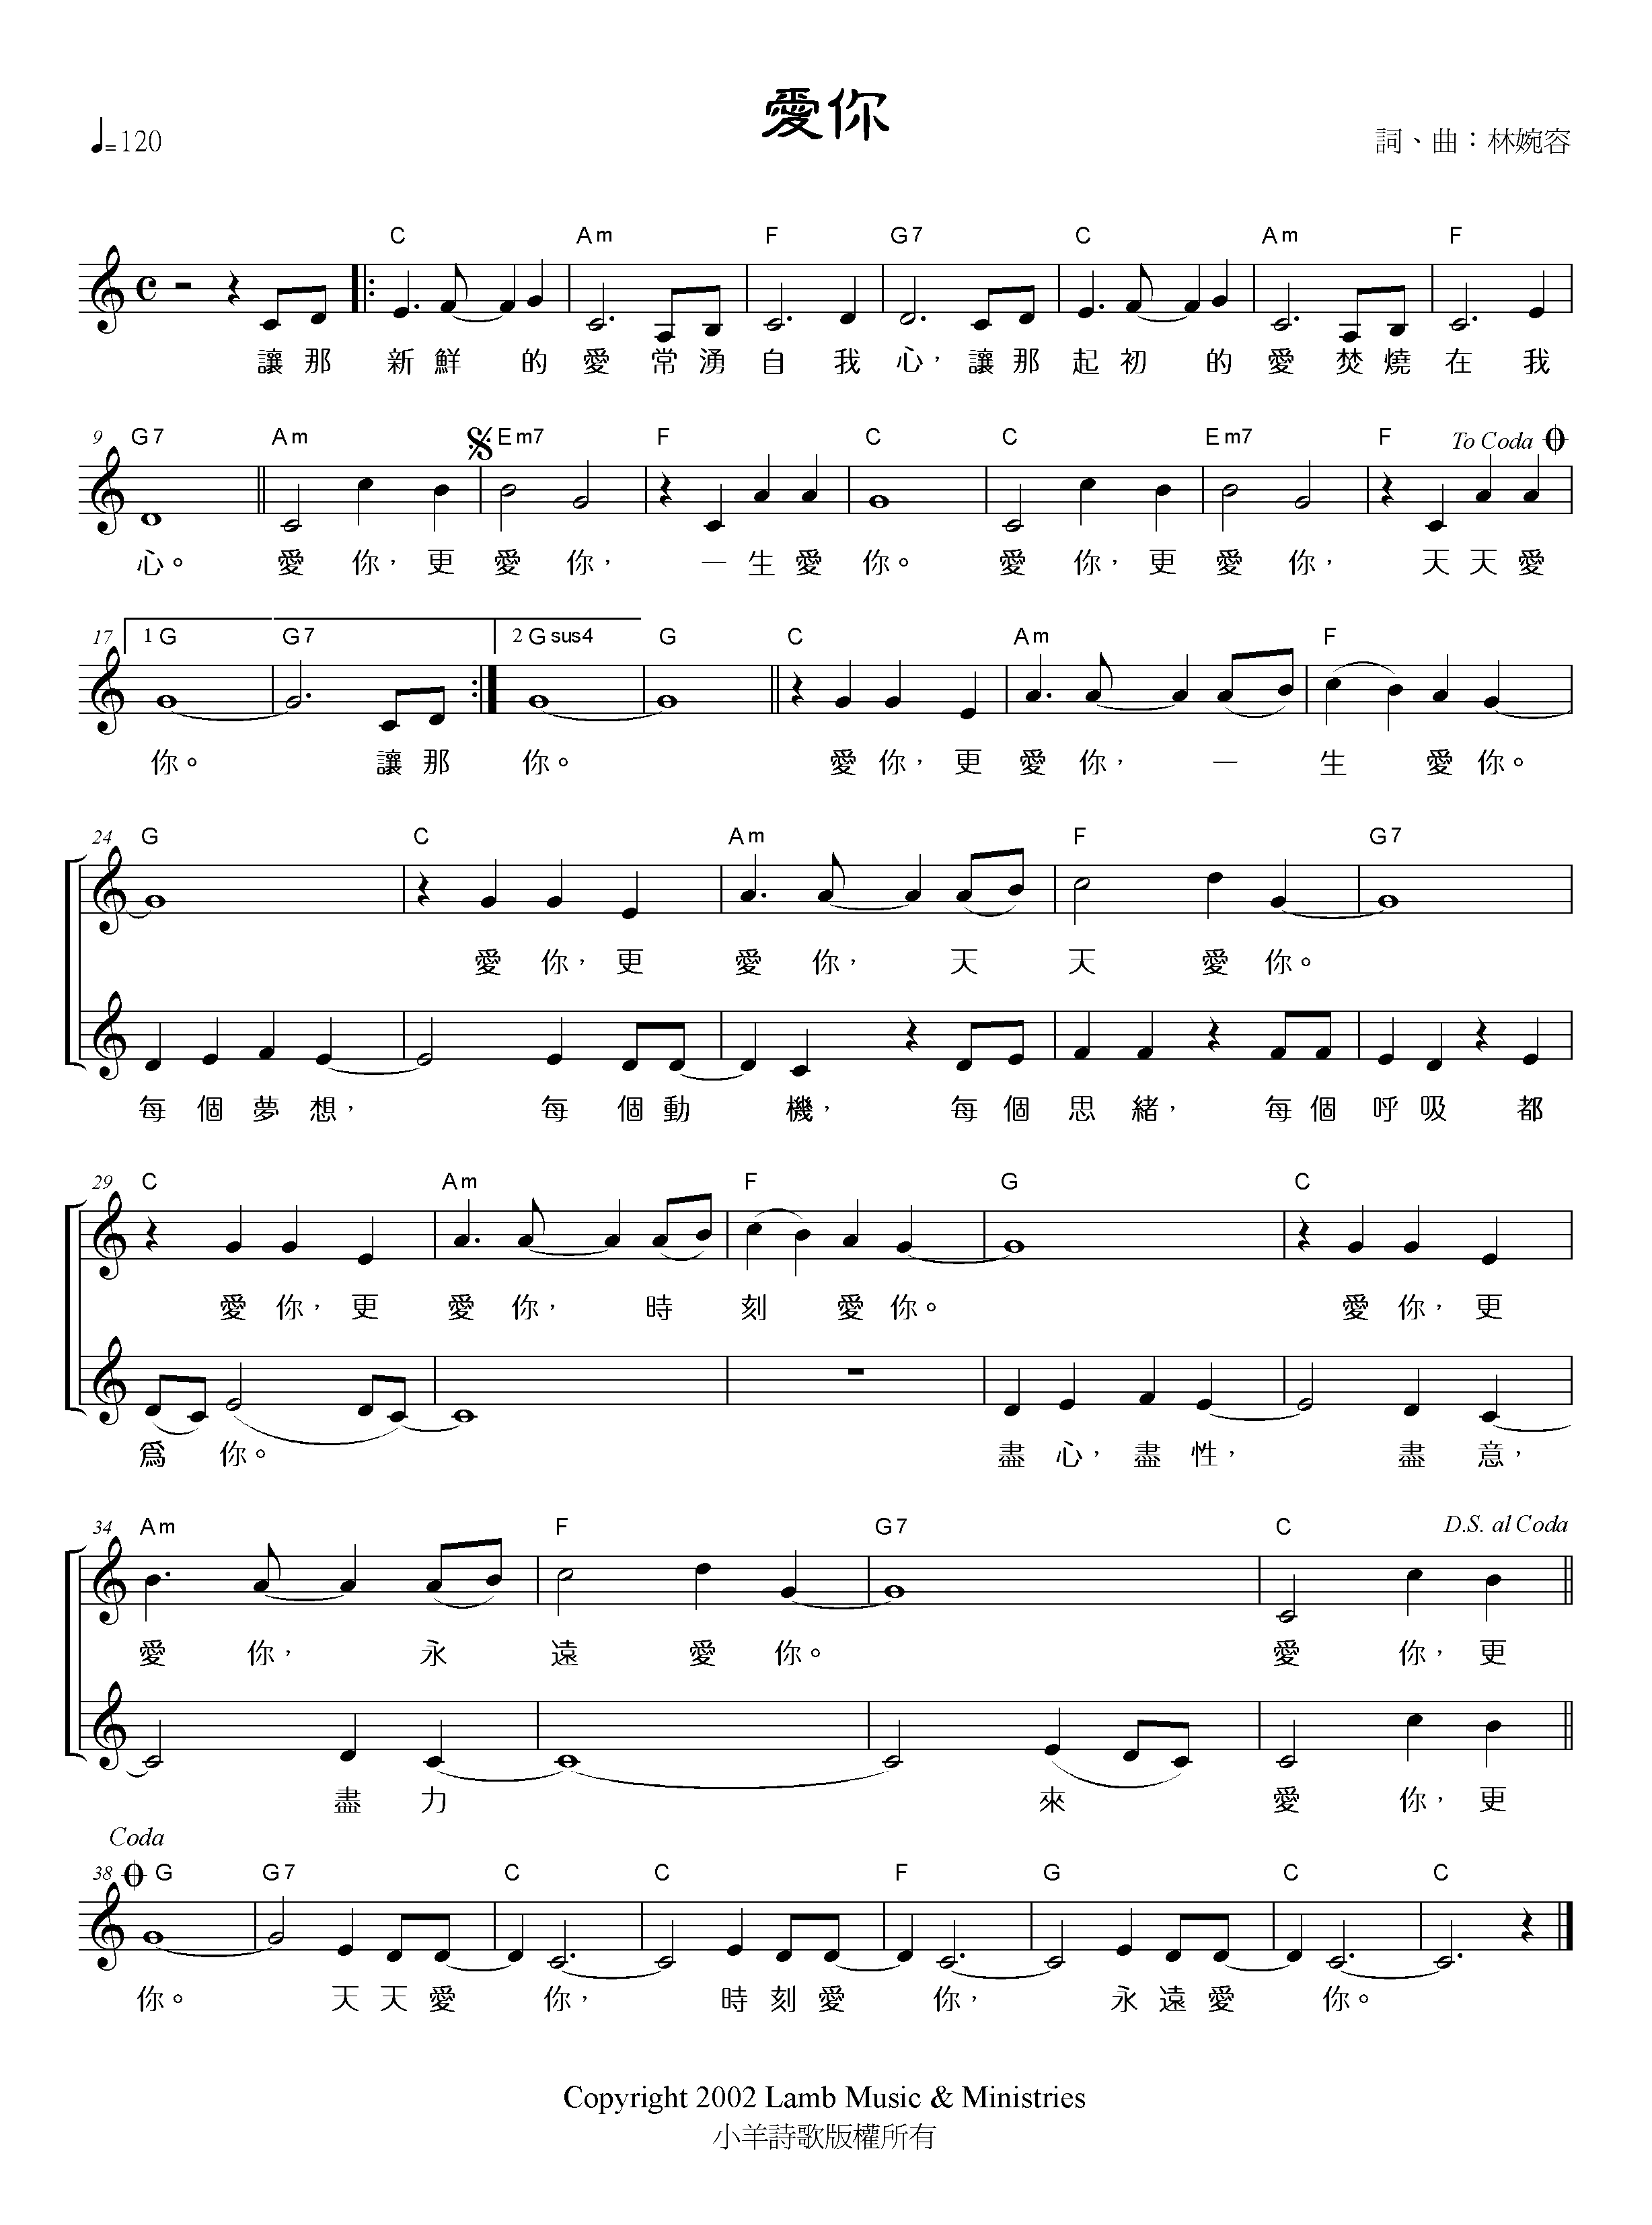 愛你
♩=120
詞、曲：林婉容
C Am F G7 C Am F
讓那 新鮮 的 愛 常湧 自 我 心，讓那 起初 的 愛 焚燒 在 我
9 G7 Am Em7 F C C Em7 F To Coda
心。 愛 你，更 愛 你， 一生愛 你。 愛 你，更 愛 你， 天天愛
17 1 G G7 2 Gsus4 G C Am F
你。 讓那 你。 愛你，更 愛 你， 一 生 愛你。
24 G C Am F G7
愛 你，更 愛 你， 天 天 愛 你。
每 個 夢 想， 每 個動 機， 每個 思 緒， 每個 呼吸 都
29 C Am F G C
愛 你，更 愛 你， 時 刻 愛你。 愛 你，更
爲 你。 盡 心，盡 性， 盡 意，
34 Am F G7 C D.S. al Coda
愛 你， 永 遠 愛 你。 愛 你，更
盡 力 來 愛 你，更
Coda
38 G G7 C C F G C C
你。 天天愛 你， 時刻愛 你， 永遠愛 你。
Copyright 2002 Lamb Music & Ministries
小羊詩歌版權所有